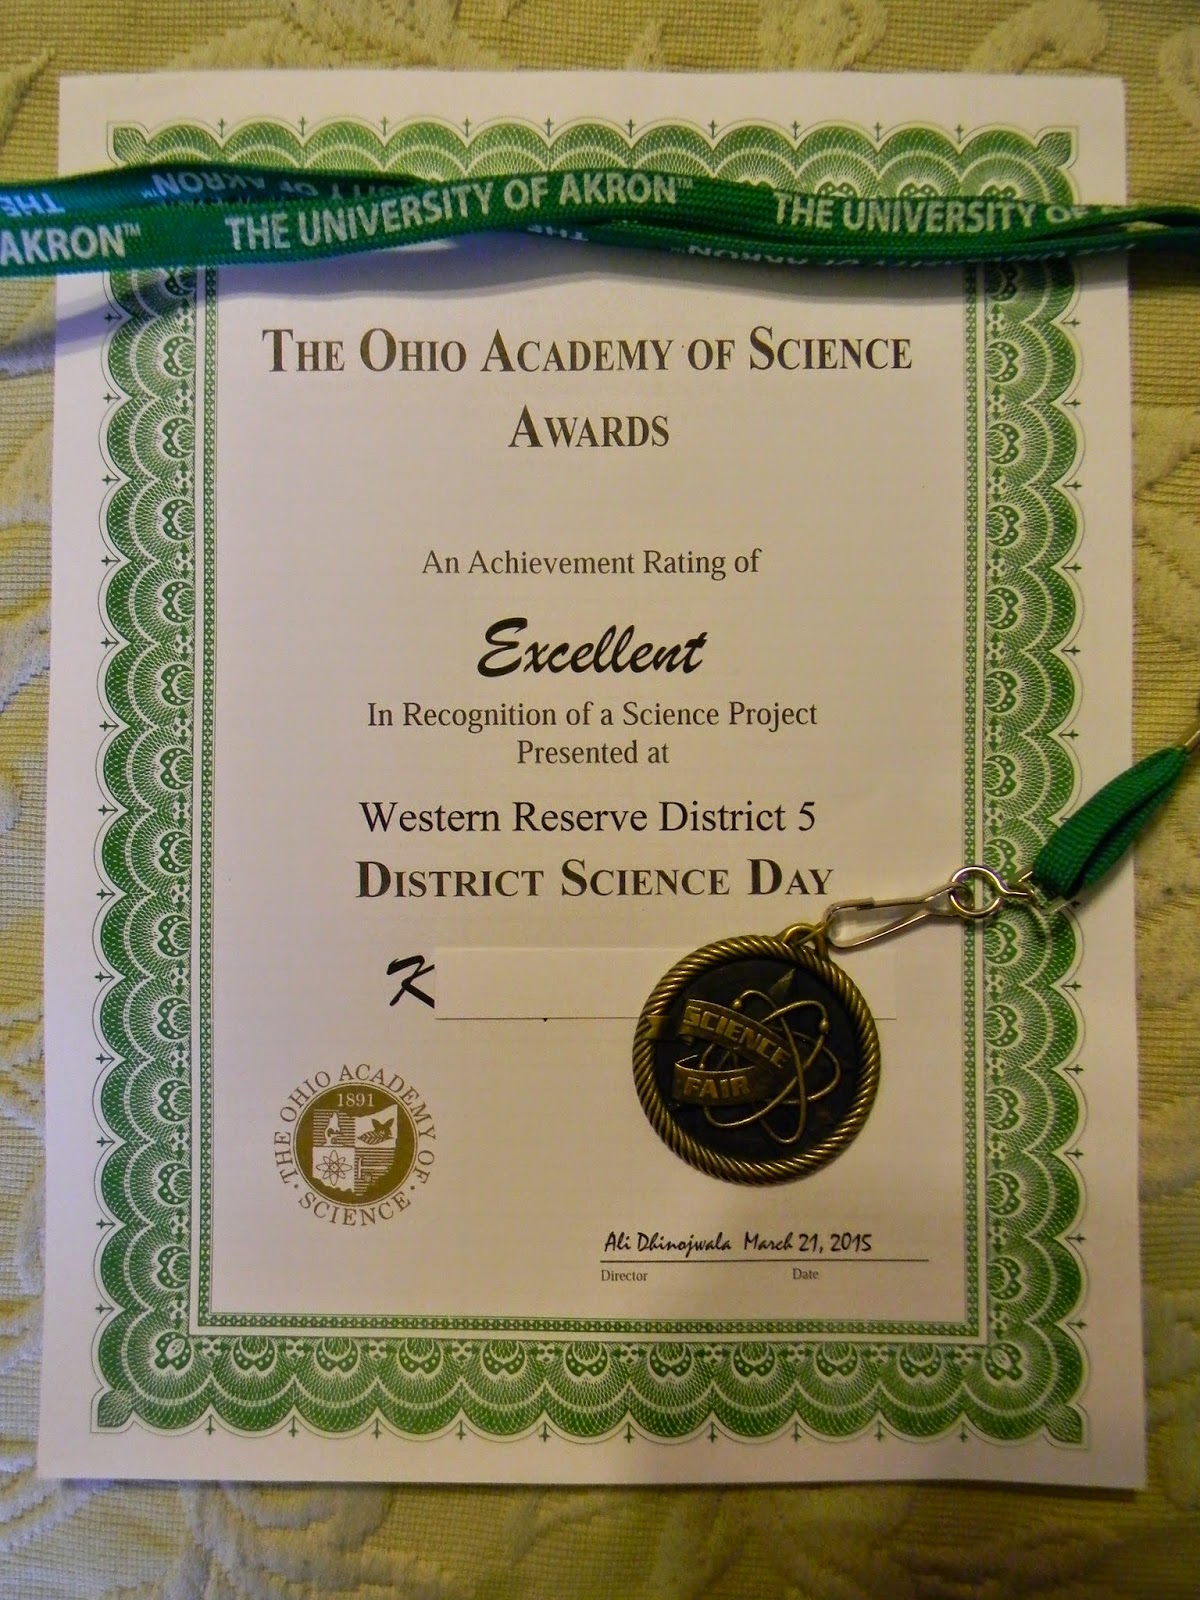 THE UNIVERSITY OF AKRON™
THE UNIVERSITY OF
AKRON™
THE
THE OHIO ACADEMY OF SCIENCE
AWARDS
An Achievement Rating of
Excellent
In Recognition of a Science Project
Presented at
Western Reserve District 5
DISTRICT SCIENCE DAY
K
SCIENCE
FAIR
THE OHIO ACADEMY OF
· SCIENCE ·
1891
Ali Dhinojwala March 21, 2015
Director Date